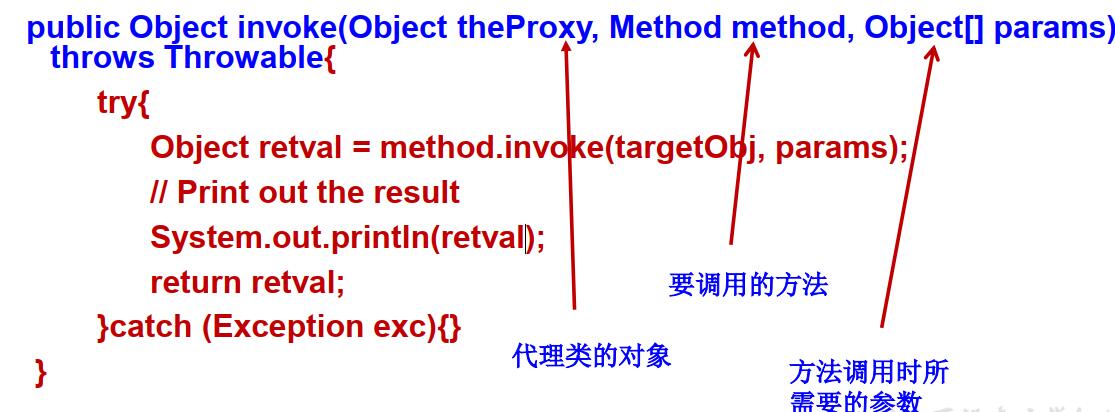 public Object invoke(Object theProxy, Method method, Object[] params)
throws Throwable{
try{
Object retval = method.invoke(targetObj, params);
// Print out the result
System.out.println(retval);
return retval;
}catch (Exception exc){}
}
要调用的方法
代理类的对象
方法调用时所
需要的参数